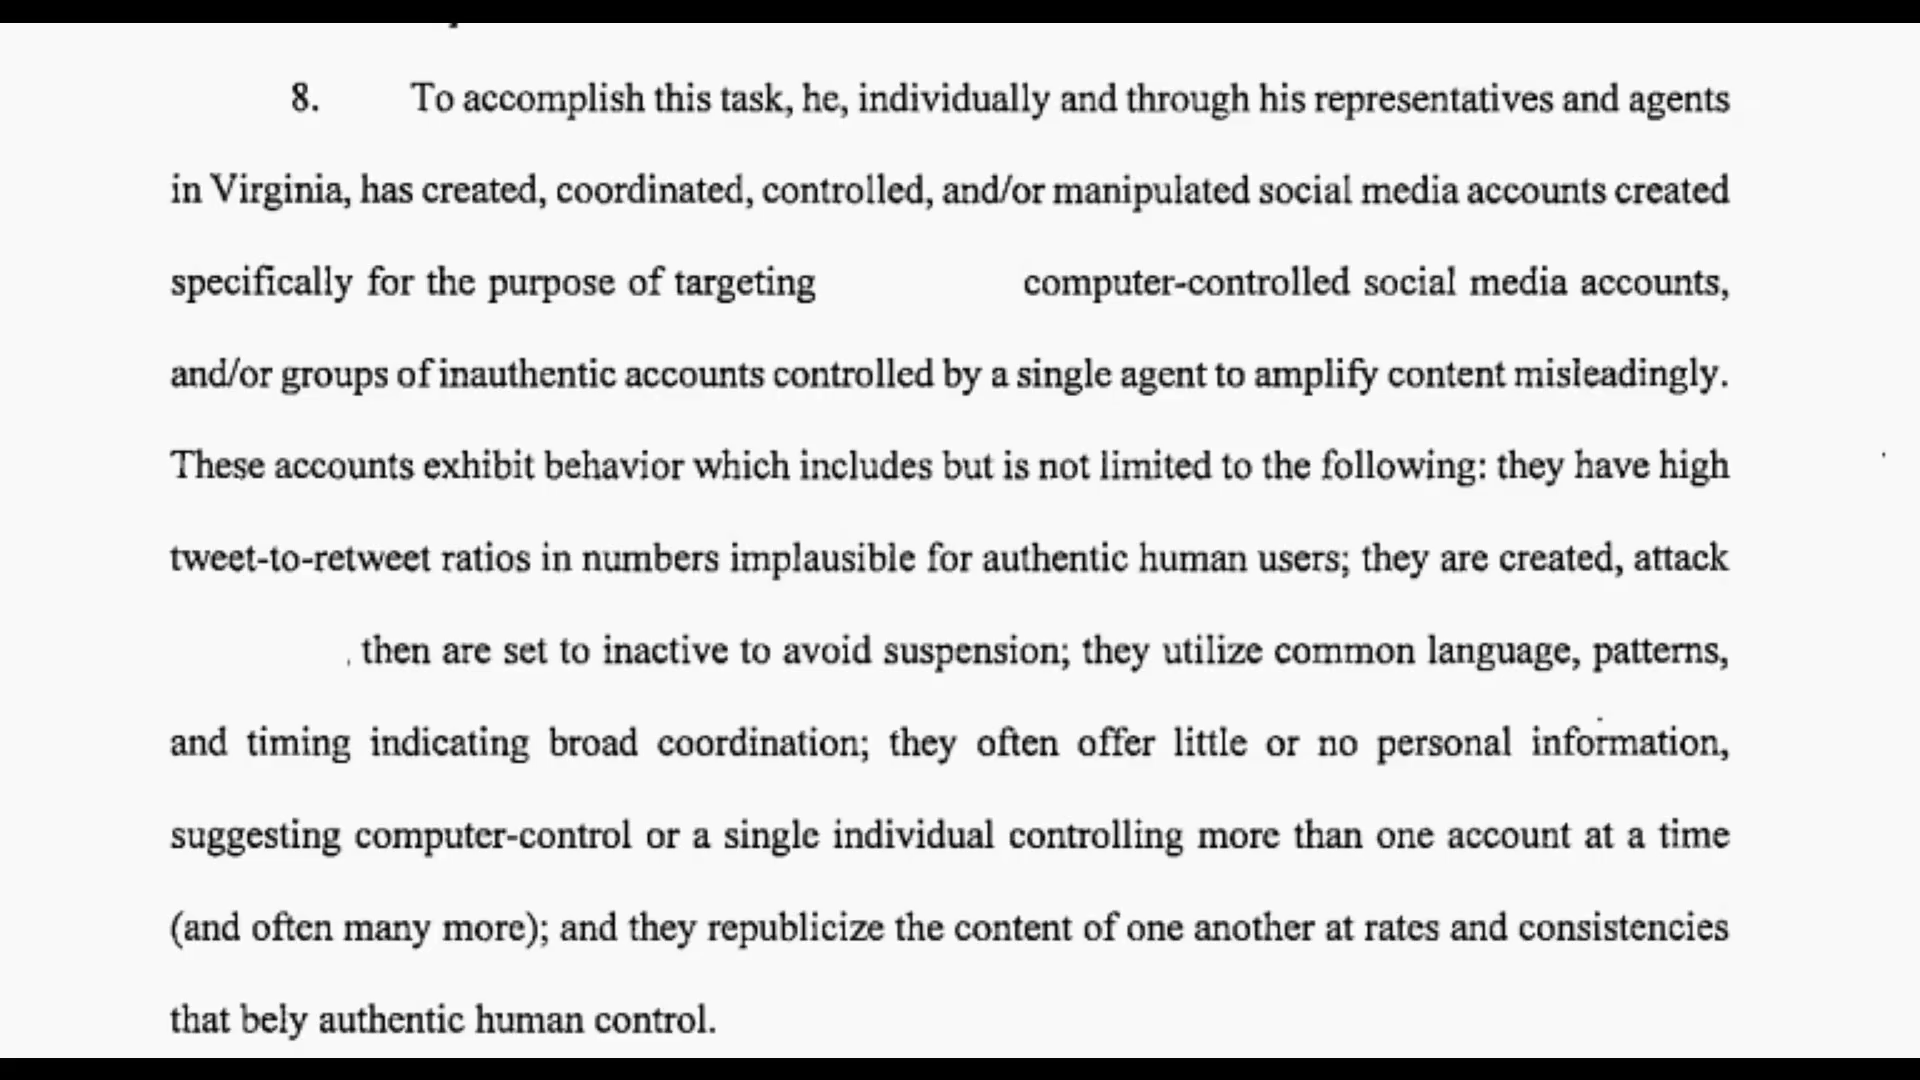 8. To accomplish this task, he, individually and through his representatives and agents
in Virginia, has created, coordinated, controlled, and/or manipulated social media accounts created
specifically for the purpose of targeting computer-controlled social media accounts,
and/or groups of inauthentic accounts controlled by a single agent to amplify content misleadingly.
These accounts exhibit behavior which includes but is not limited to the following: they have high
tweet-to-retweet ratios in numbers implausible for authentic human users; they are created, attack
then are set to inactive to avoid suspension; they utilize common language, patterns,
and timing indicating broad coordination; they often offer little or no personal information,
suggesting computer-control or a single individual controlling more than one account at a time
(and often many more); and they republicize the content of one another at rates and consistencies
that bely authentic human control.